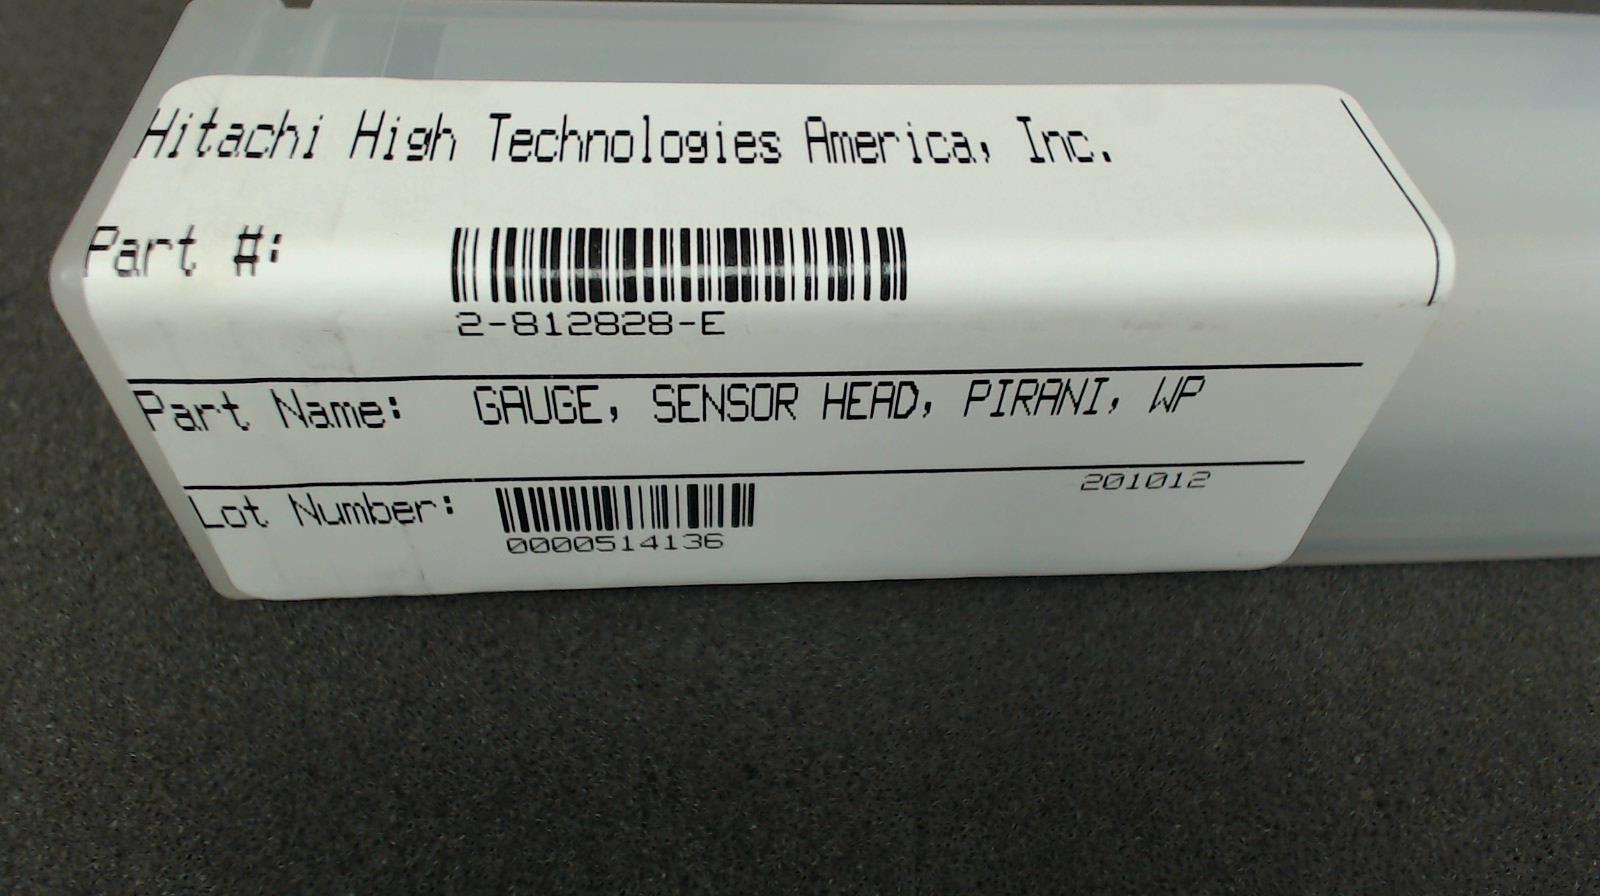 Hitachi High Technologies America, Inc.
Part #:
2-812828-E
Part Name: GAUGE, SENSOR HEAD, PIRANI, WP
201012
Lot Number:
0000514136